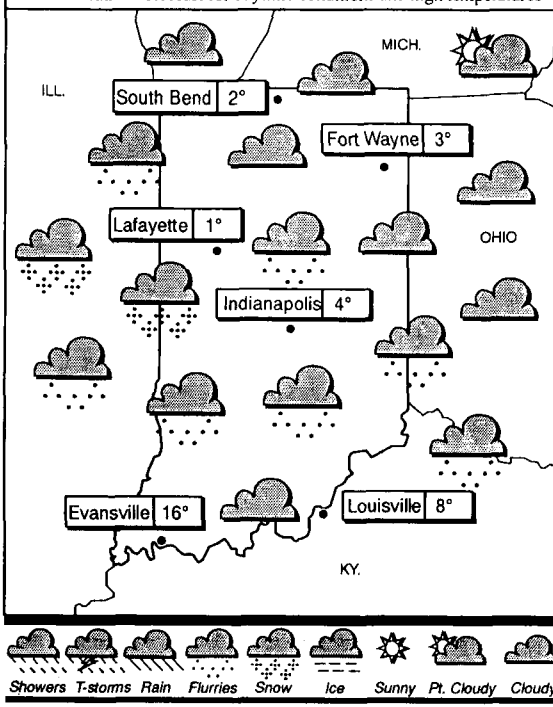 MICH.
ILL.
South Bend 2°
Fort Wayne 3°
Lafayette 1°
OHIO
Indianapolis 4°
Evansville 16°
Louisville 8°
KY.
Showers T-storms Rain Flurries Snow Ice Sunny Pt. Cloudy Cloudy